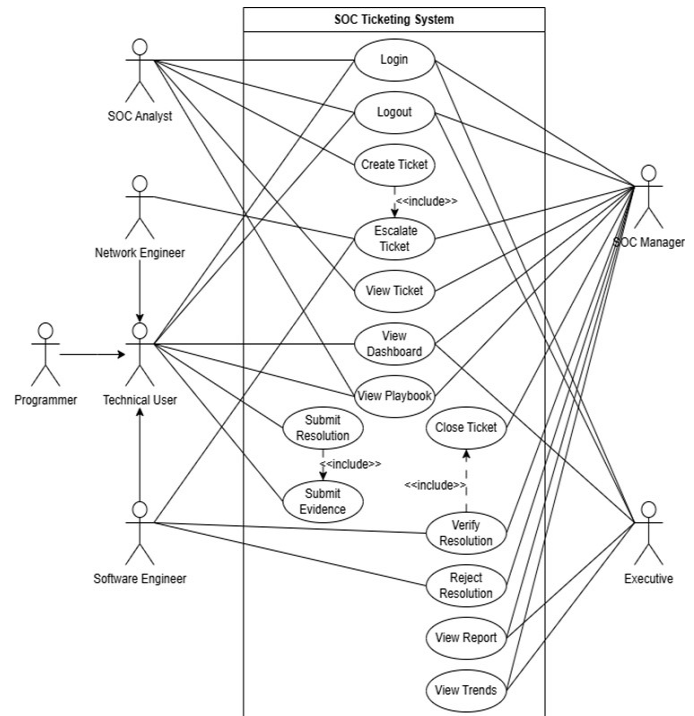 SOC Ticketing System
Login
SOC Analyst
Logout
Create Ticket
<<include>>
Escalate
Ticket
Network Engineer
SOC Manager
View Ticket
View
Dashboard
Programmer
Technical User
View Playbook
Submit
Resolution
Close Ticket
<<include>>
<<include>>
Submit
Evidence
Verify
Resolution
Software Engineer
Executive
Reject
Resolution
View Report
View Trends